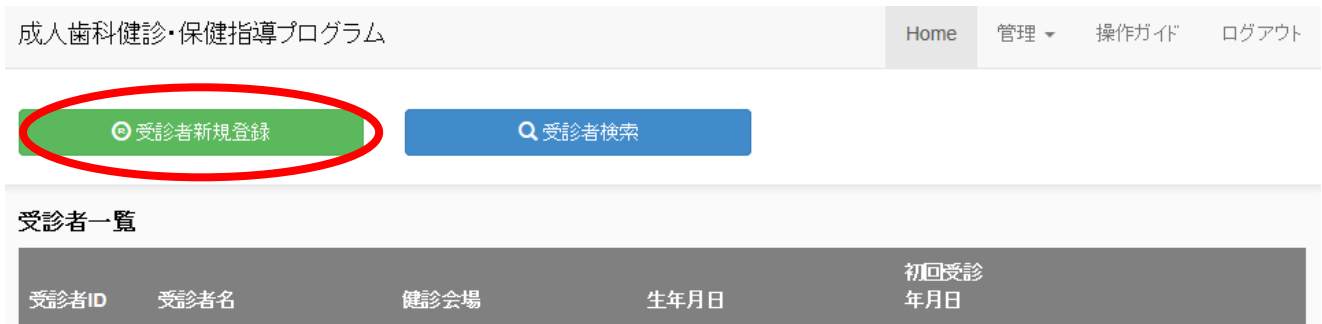 成人歯科健診・保健指導プログラム Home 管理 操作ガイド ログアウト
受診者新規登録 受診者検索
受診者一覧
受診者ID 受診者名 健診会場 生年月日 初回受診
年月日